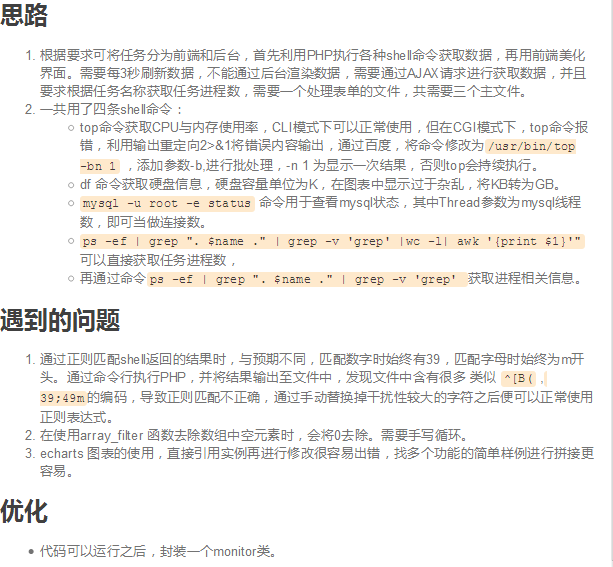 思路
1. 根据要求可将任务分为前端和后台，首先利用PHP执行各种shell命令获取数据，再用前端美化
界面。需要每3秒刷新数据，不能通过后台渲染数据，需要通过AJAX请求进行获取数据，并且
要求根据任务名称获取任务进程数，需要一个处理表单的文件，共需要三个主文件。
2. 一共用了四条shell命令：
top命令获取CPU与内存使用率，CLI模式下可以正常使用，但在CGI模式下，top命令报
错，利用输出重定向2>&1将错误内容输出，通过百度，将命令修改为/usr/bin/top
-bn 1 ，添加参数-b,进行批处理，-n 1 为显示一次结果，否则top会持续执行。
df 命令获取硬盘信息，硬盘容量单位为K，在图表中显示过于杂乱，将KB转为GB。
mysql -u root -e status 命令用于查看mysql状态，其中Thread参数为mysql线程
数，即可当做连接数。
ps -ef | grep ". $name ." | grep -v 'grep' |wc -l| awk '{print $1}'"
可以直接获取任务进程数，
再通过命令ps -ef | grep ". $name ." | grep -v 'grep' 获取进程相关信息。
遇到的问题
1. 通过正则匹配shell返回的结果时，与预期不同，匹配数字时始终有39，匹配字母时始终为m开
头。通过命令行执行PHP，并将结果输出至文件中，发现文件中含有很多 类似 ^[B(，
39;49m的编码，导致正则匹配不正确，通过手动替换掉干扰性较大的字符之后便可以正常使用
正则表达式。
2. 在使用array_filter 函数去除数组中空元素时，会将0去除。需要手写循环。
3. echarts 图表的使用，直接引用实例再进行修改很容易出错，找多个功能的简单样例进行拼接更
容易。
优化
代码可以运行之后，封装一个monitor类。